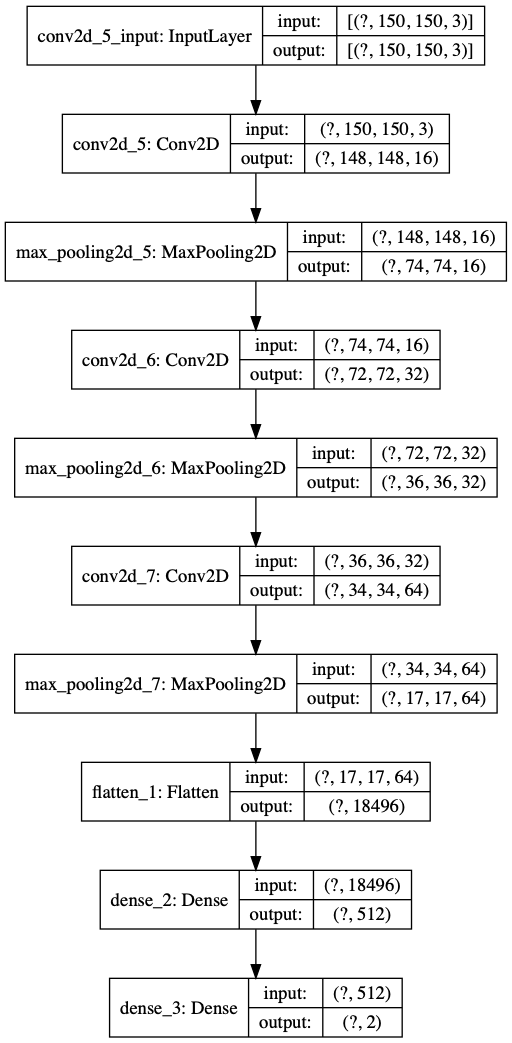 conv2d_5_input: InputLayer
input: [(?, 150, 150, 3)]
output: [(?, 150, 150, 3)]
conv2d_5: Conv2D
input: (?, 150, 150, 3)
output: (?, 148, 148, 16)
max_pooling2d_5: MaxPooling2D
input: (?, 148, 148, 16)
output: (?, 74, 74, 16)
conv2d_6: Conv2D
input: (?, 74, 74, 16)
output: (?, 72, 72, 32)
max_pooling2d_6: MaxPooling2D
input: (?, 72, 72, 32)
output: (?, 36, 36, 32)
conv2d_7: Conv2D
input: (?, 36, 36, 32)
output: (?, 34, 34, 64)
max_pooling2d_7: MaxPooling2D
input: (?, 34, 34, 64)
output: (?, 17, 17, 64)
flatten_1: Flatten
input: (?, 17, 17, 64)
output: (?, 18496)
dense_2: Dense
input: (?, 18496)
output: (?, 512)
dense_3: Dense
input: (?, 512)
output: (?, 2)